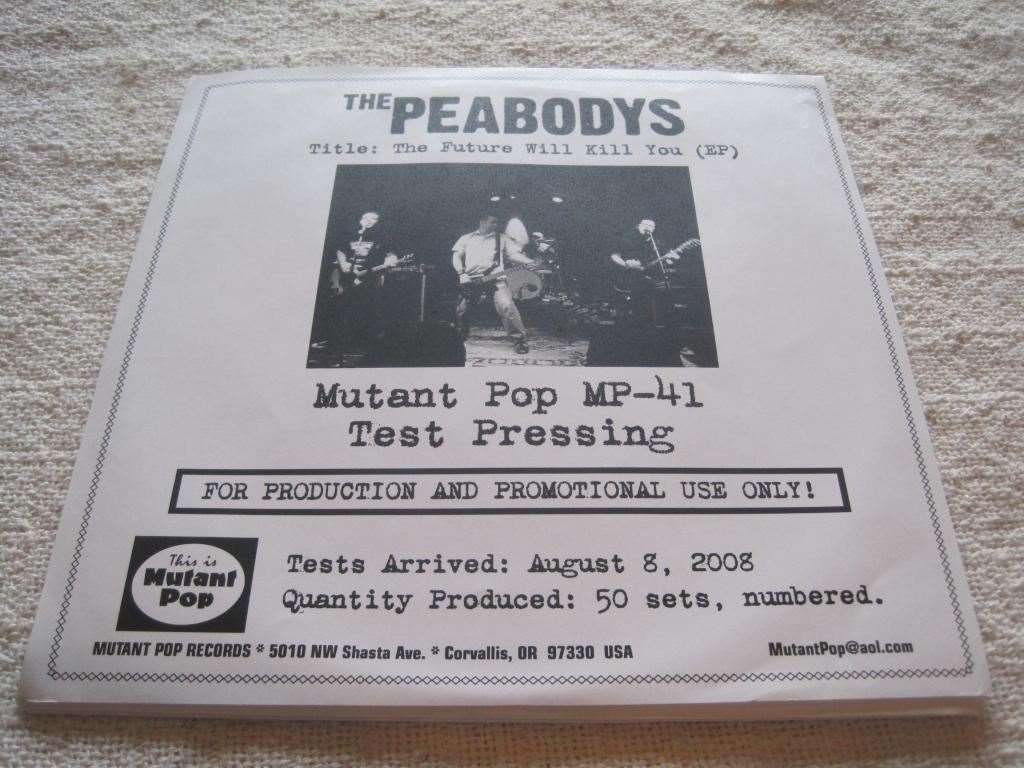 THE PEABODYS
Title: The Future Will Kill You (EP)
Mutant Pop MP-41
Test Pressing
FOR PRODUCTION AND PROMOTIONAL USE ONLY!
This is
Mutant
Pop
Tests Arrived: August 8, 2008
Quantity Produced: 50 sets, numbered.
MUTANT POP RECORDS * 5010 NW Shasta Ave. * Corvallis, OR 97330 USA
MutantPop@aol.com